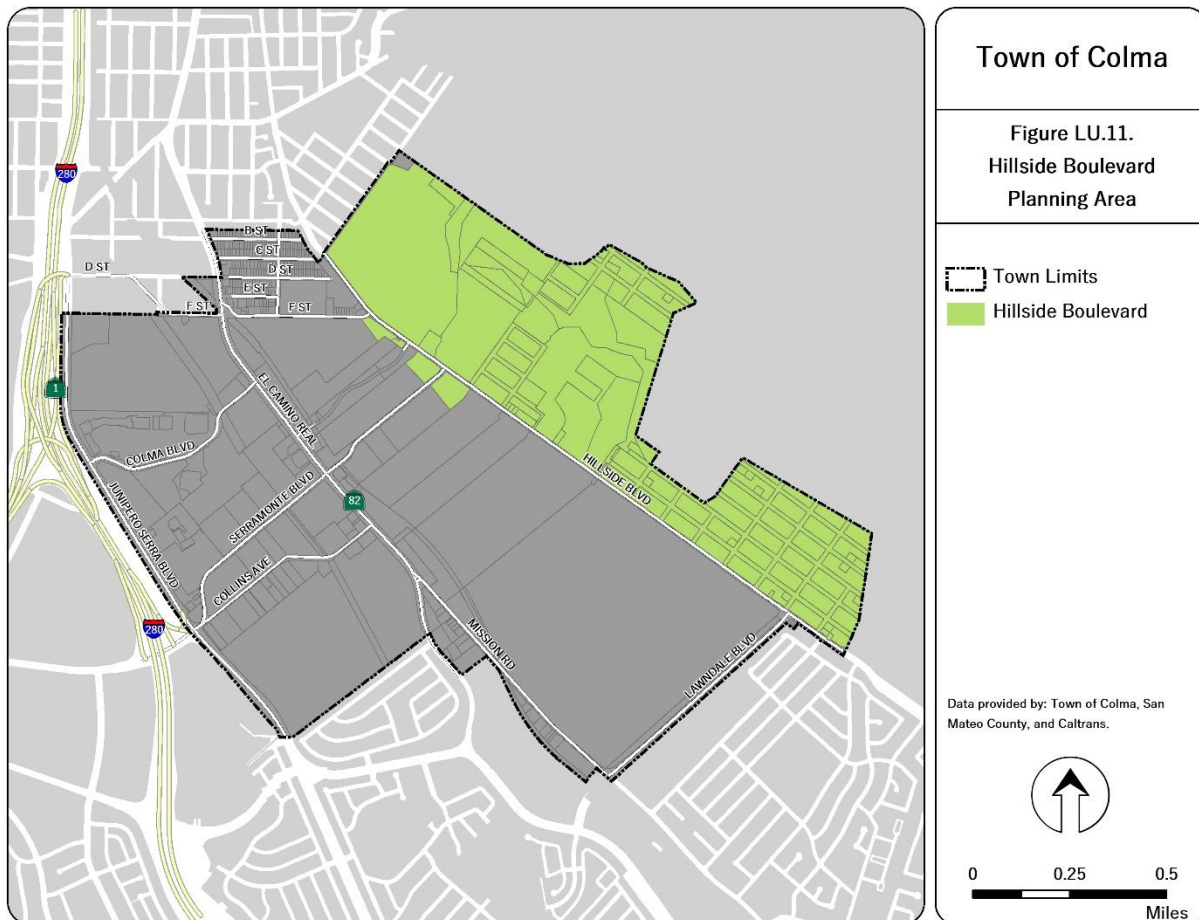 Town of Colma
Figure LU.11.
Hillside Boulevard
Planning Area
Town Limits
Hillside Boulevard
Data provided by: Town of Colma, San
Mateo County, and Caltrans.
0 0.25 0.5
Miles
280
B ST
C ST
D ST
D ST
E ST
F ST
F ST
1
EL CAMINO REAL
COLMA BLVD
HILLSIDE BLVD
JUNIPERO SERRA BLVD
SERRAMONTE BLVD
82
COLLINS AVE
280
MISSION RD
LAWNDALE BLVD